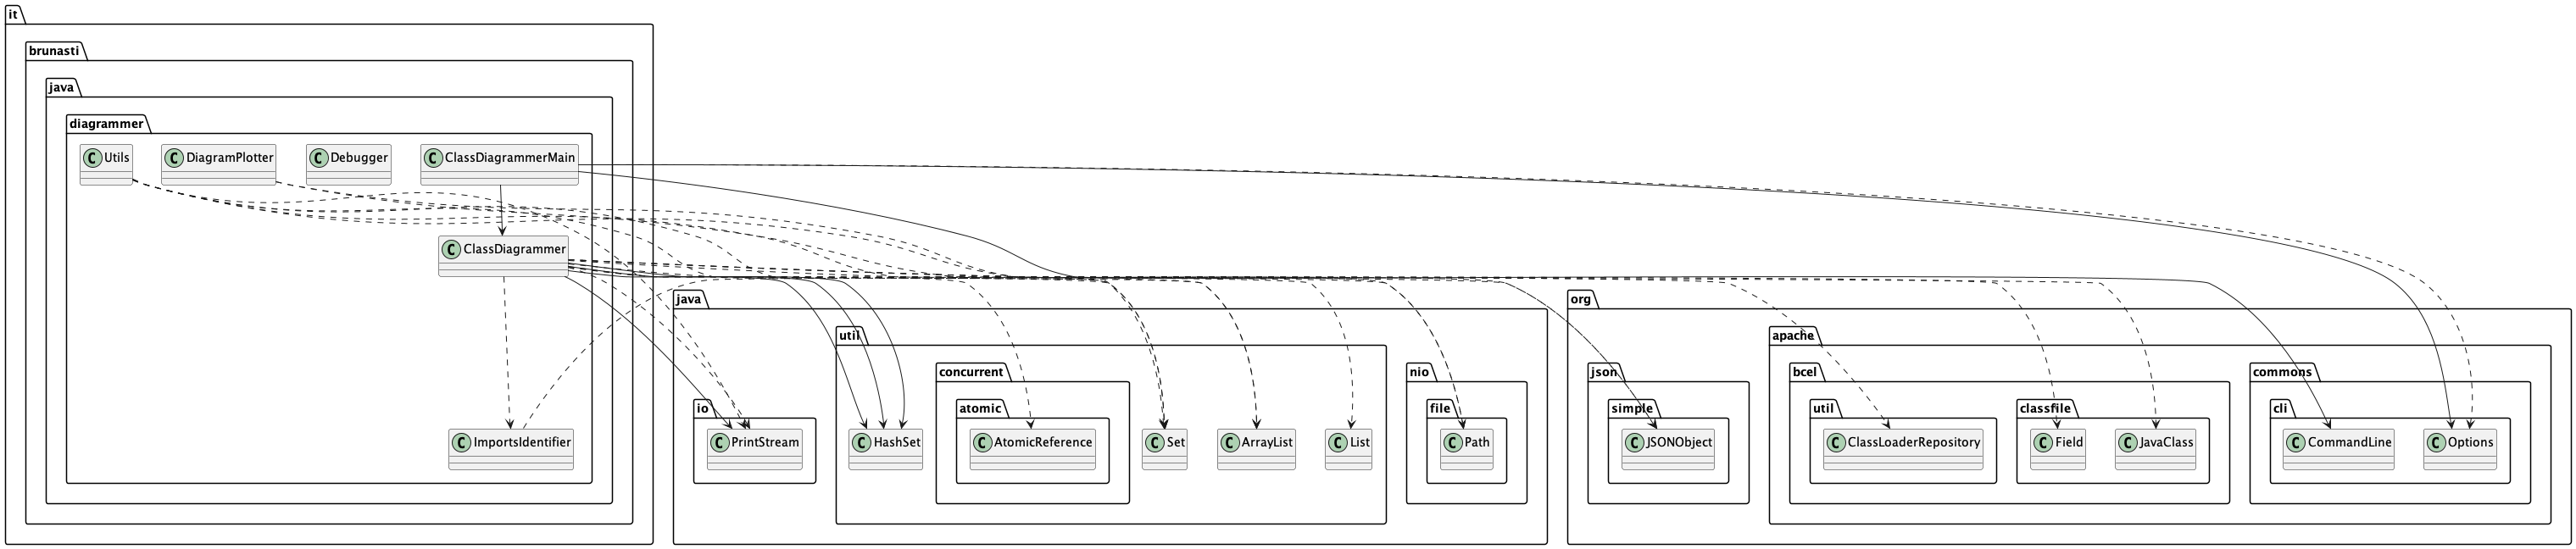 it
brunasti
java
diagrammer
C Utils
C DiagramPlotter
C Debugger
C ClassDiagrammerMain
C ClassDiagrammer
C ImportsIdentifier
java
io
C PrintStream
util
C HashSet
concurrent
atomic
C AtomicReference
C Set
C ArrayList
C List
nio
file
C Path
org
json
simple
C JSONObject
apache
bcel
util
C ClassLoaderRepository
classfile
C Field
C JavaClass
commons
cli
C CommandLine
C Options